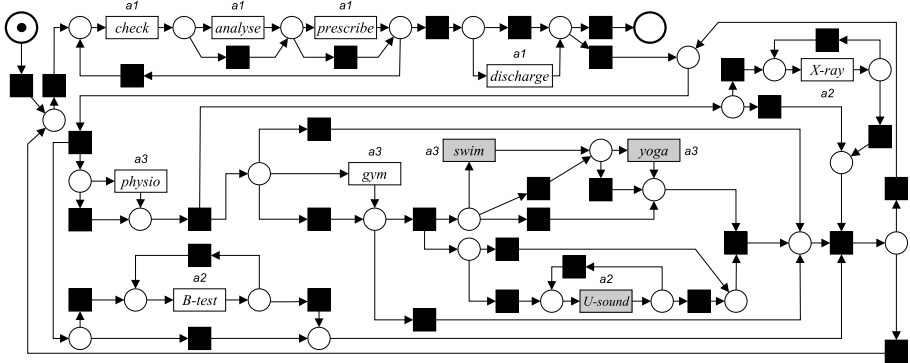 a1
a1
a1
check
analyse
prescribe
a1
discharge
X-ray
a2
a3
physio
a3
gym
a3
swim
yoga
a3
a2
B-test
a2
U-sound